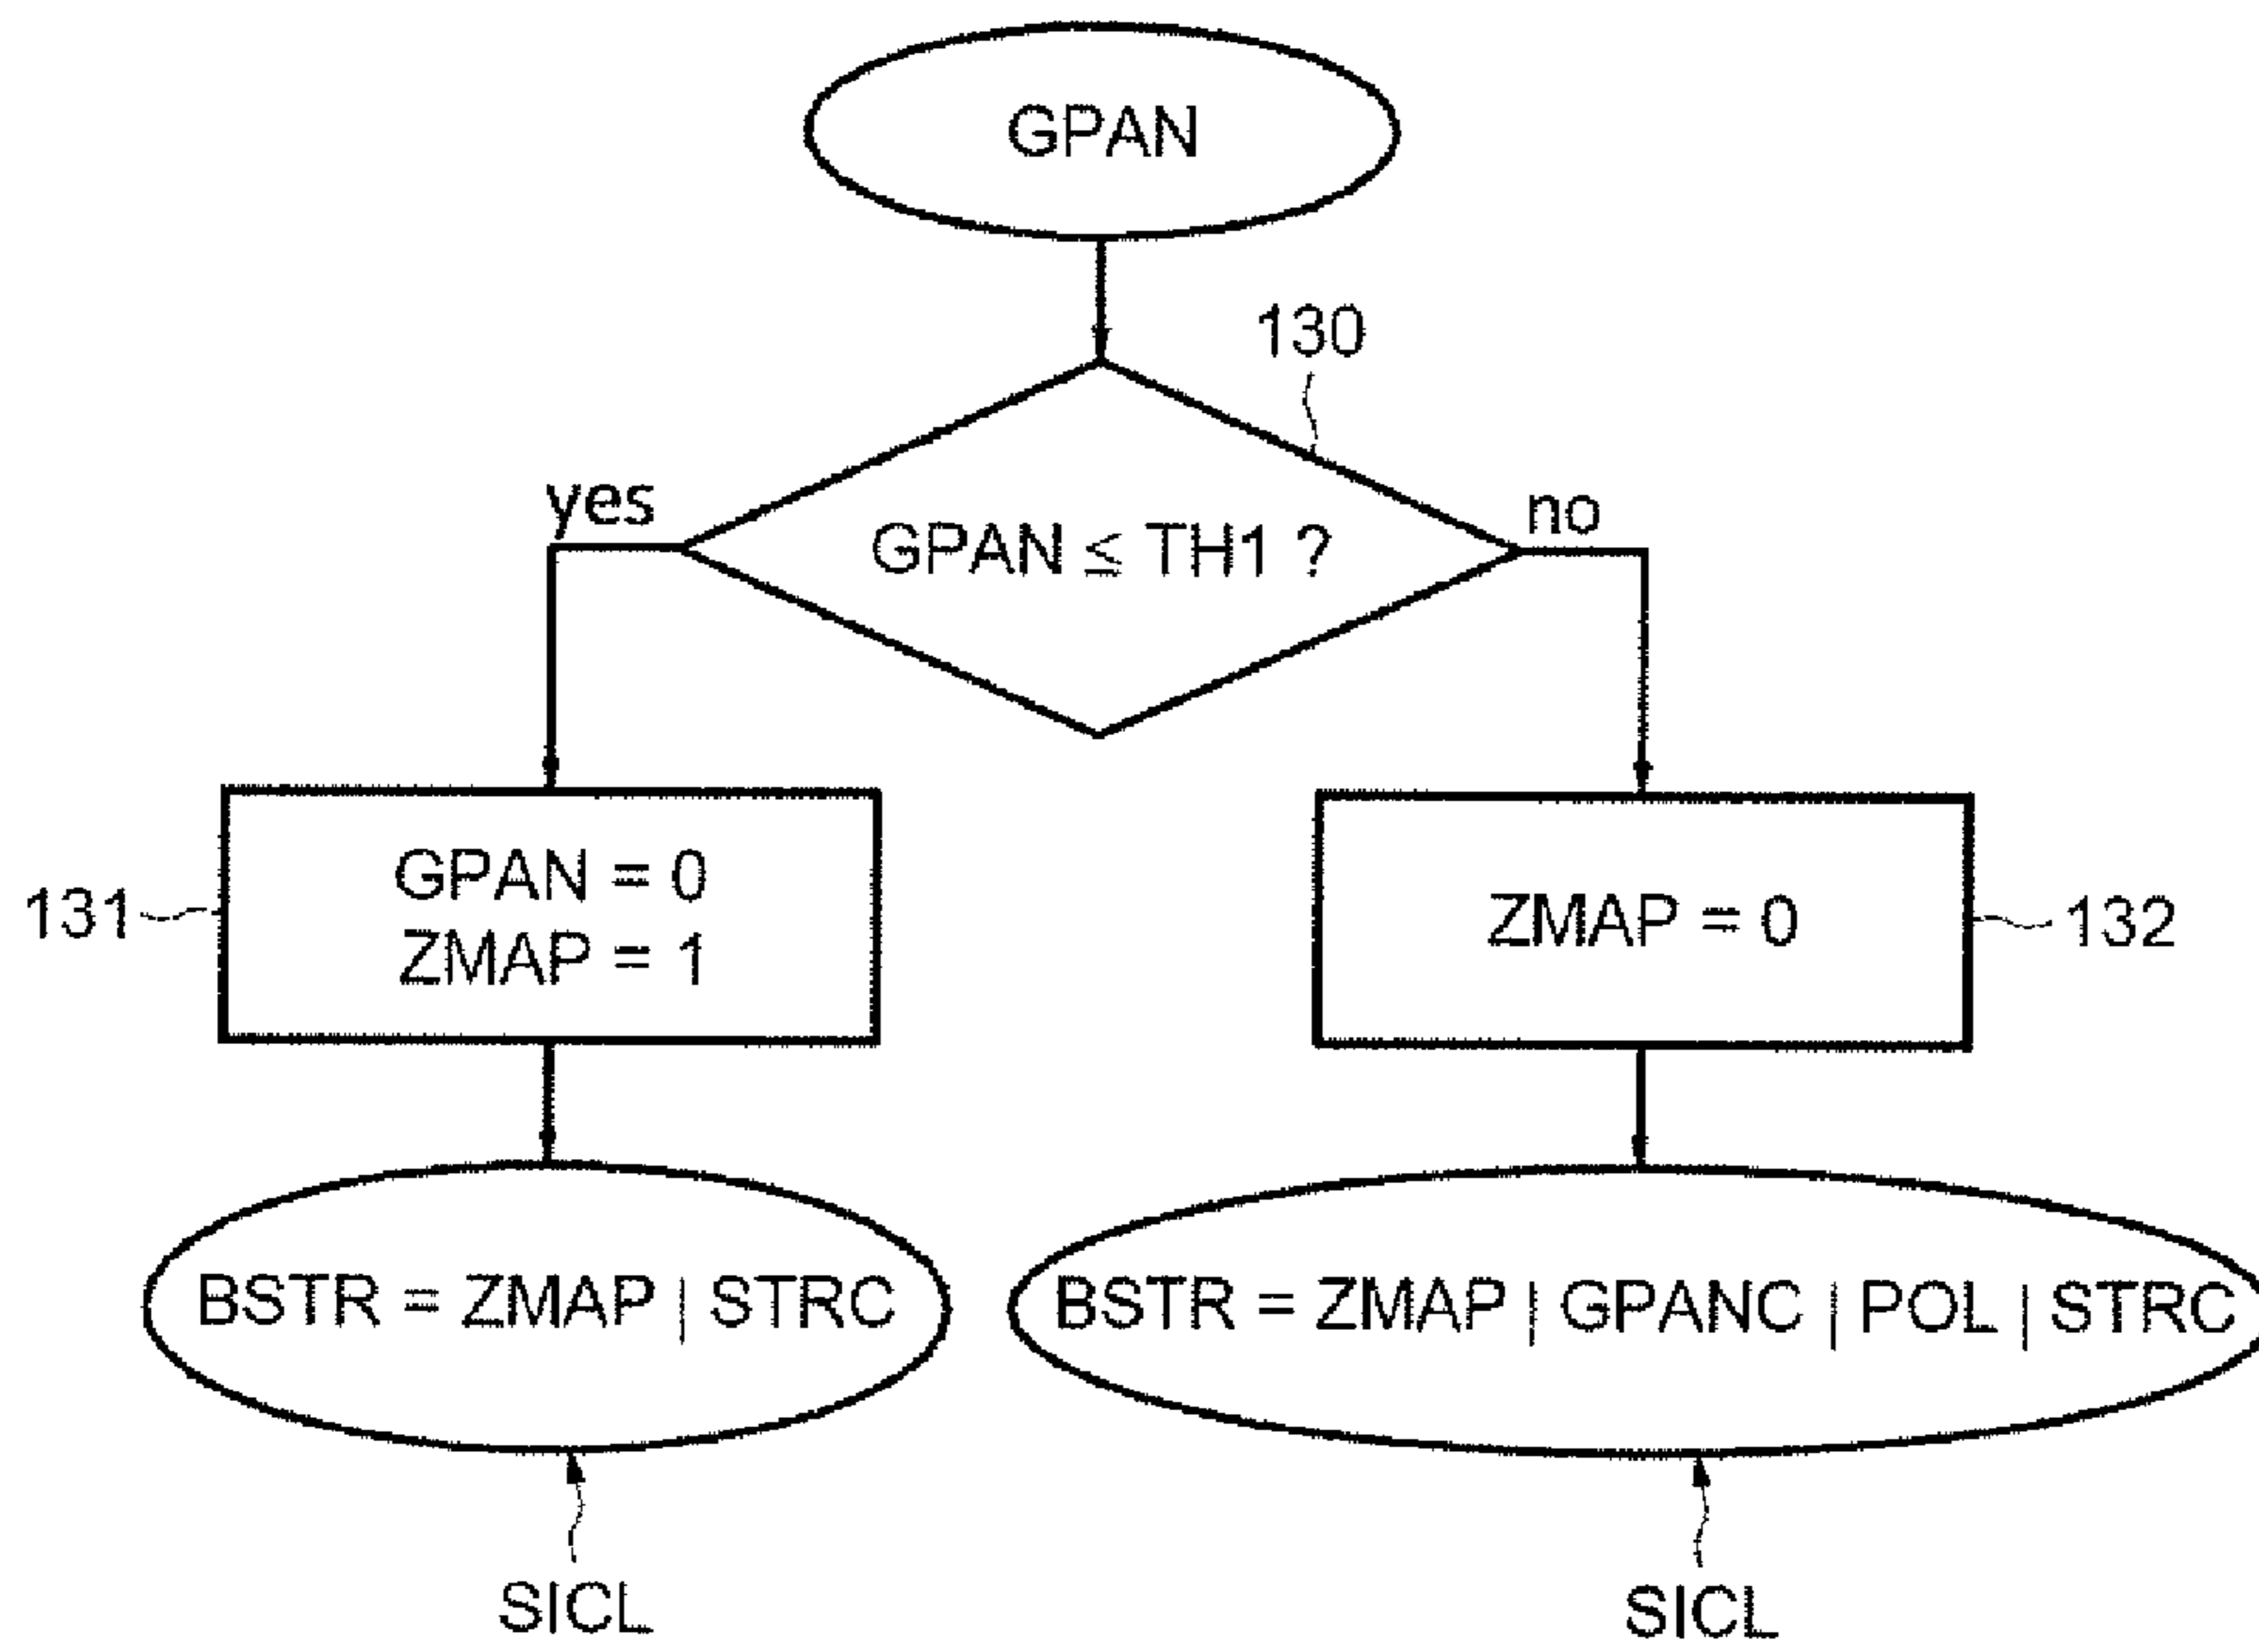 GPAN
130
yes
GPAN ≤ TH1 ?
no
131
GPAN = 0
ZMAP = 1
ZMAP = 0
132
BSTR = ZMAP | STRC
BSTR = ZMAP | GPANC | POL | STRC
SICL
SICL